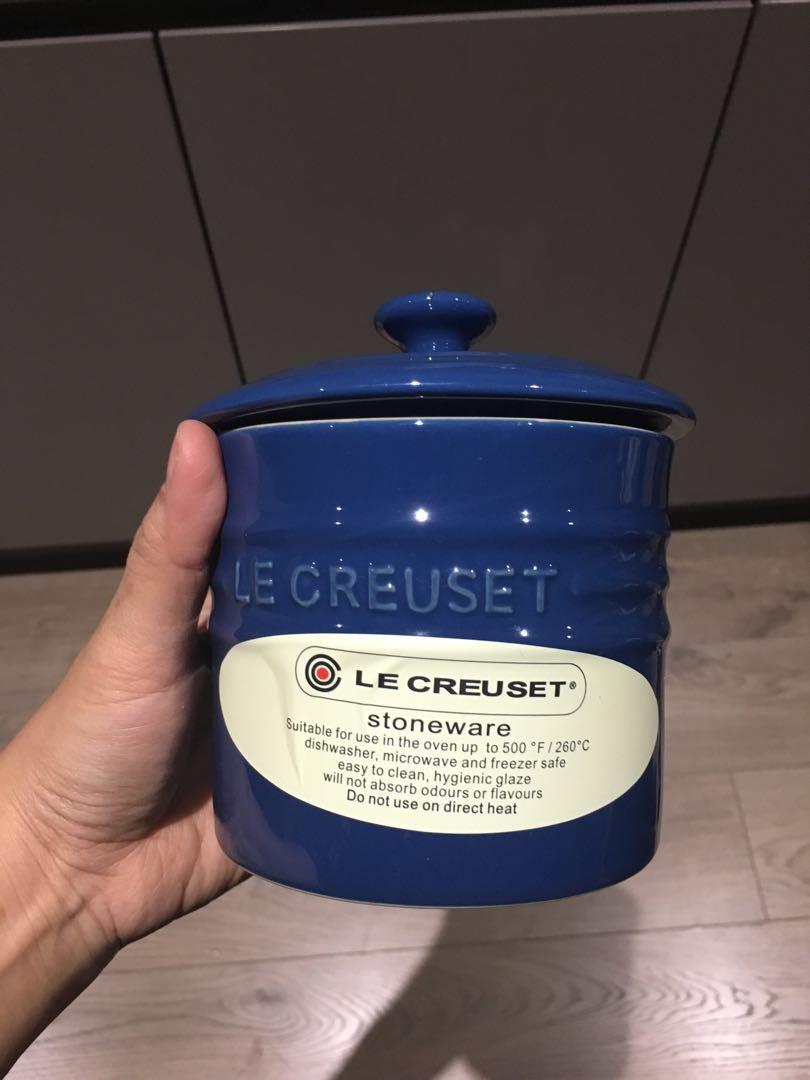 LE CREUSET
LE CREUSET®
stoneware
Suitable for use in the oven up to 500 °F / 260°C
dishwasher, microwave and freezer safe
easy to clean, hygienic glaze
will not absorb odours or flavours
Do not use on direct heat